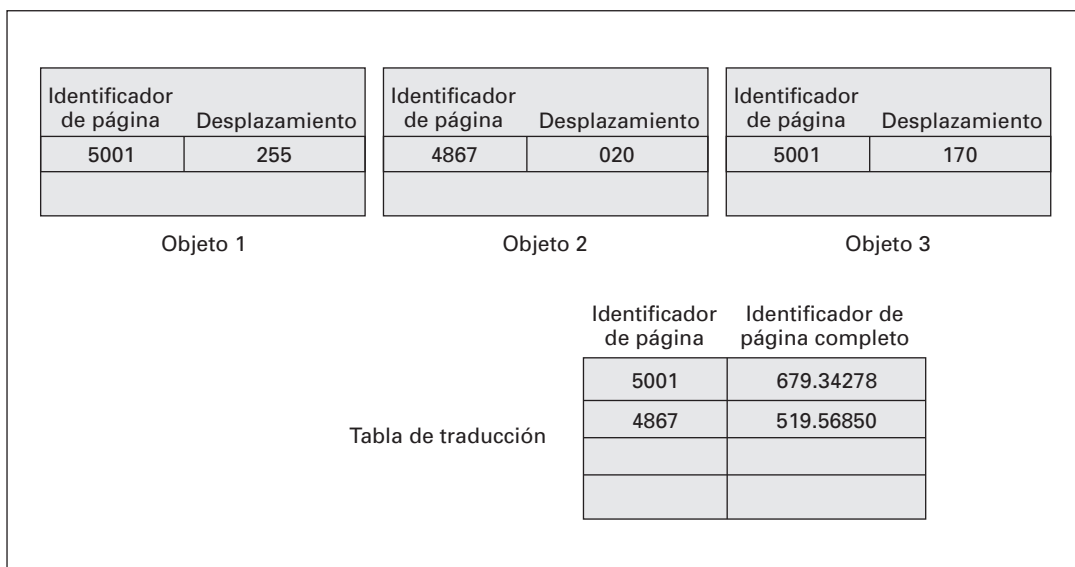 Identificador
de página Desplazamiento
5001 255
Objeto 1
Identificador
de página Desplazamiento
4867 020
Objeto 2
Identificador
de página Desplazamiento
5001 170
Objeto 3
Identificador Identificador de
de página página completo
5001 679.34278
4867 519.56850
Tabla de traducción